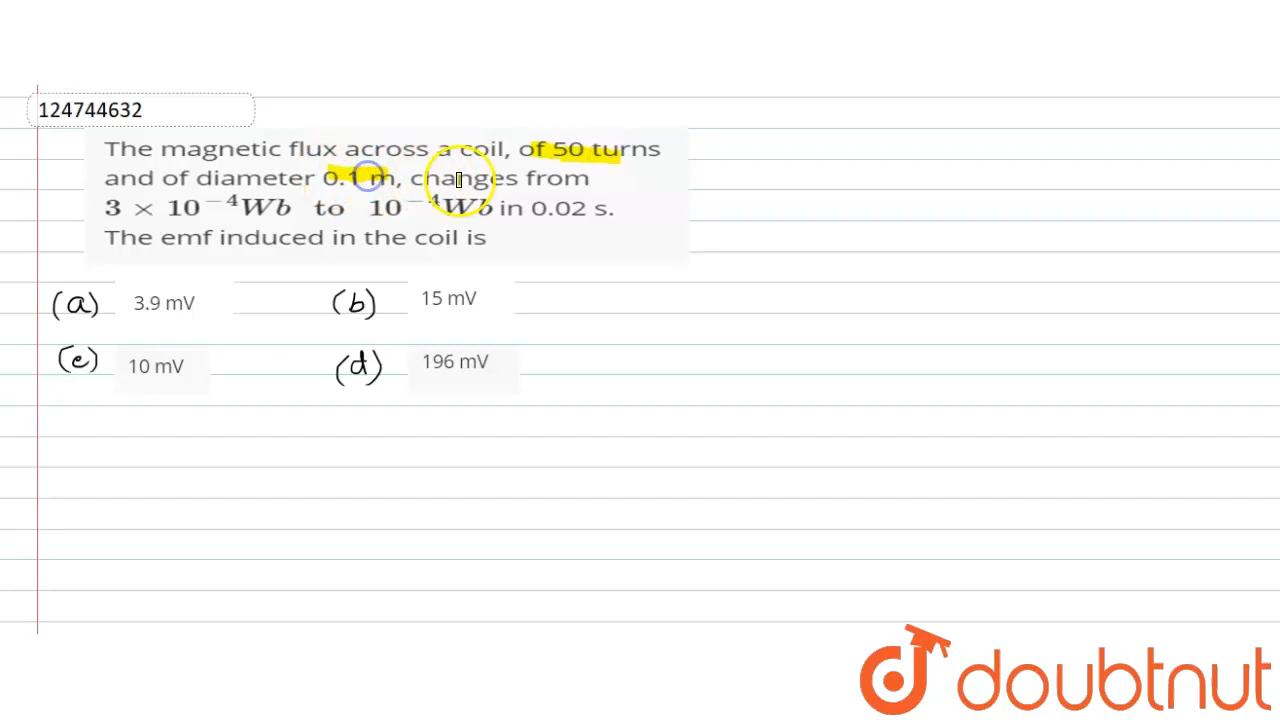 124744632
The magnetic flux across a coil, of 50 turns
and of diameter 0.1 m, changes from
3 × 10⁻⁴Wb to 10⁻⁴Wb in 0.02 s.
The emf induced in the coil is
(a) 3.9 mV (b) 15 mV
(c) 10 mV (d) 196 mV
doubtnut